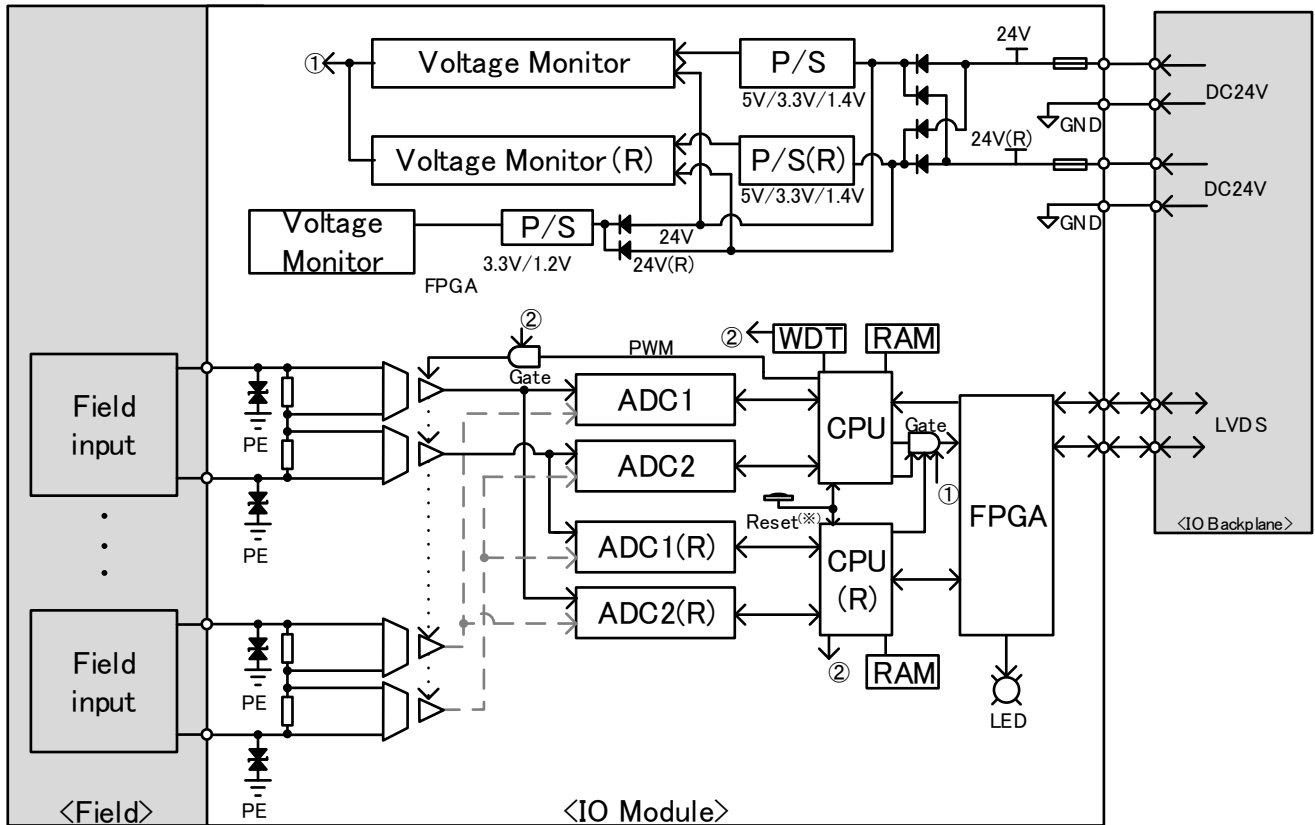 24V
①
Voltage Monitor
P/S
5V/3.3V/1.4V
DC24V
GND
24V(R)
Voltage Monitor(R)
P/S(R)
5V/3.3V/1.4V
DC24V
GND
Voltage
Monitor
P/S
24V
24V(R)
3.3V/1.2V
FPGA
②
Gate
PWM
②
WDT
RAM
Field
input
PE
PE
ADC1
ADC2
CPU
Gate
①
LVDS
Reset(※)
FPGA
<IO Backplane>
ADC1(R)
ADC2(R)
CPU
(R)
②
RAM
LED
Field
input
PE
PE
<Field>
<IO Module>